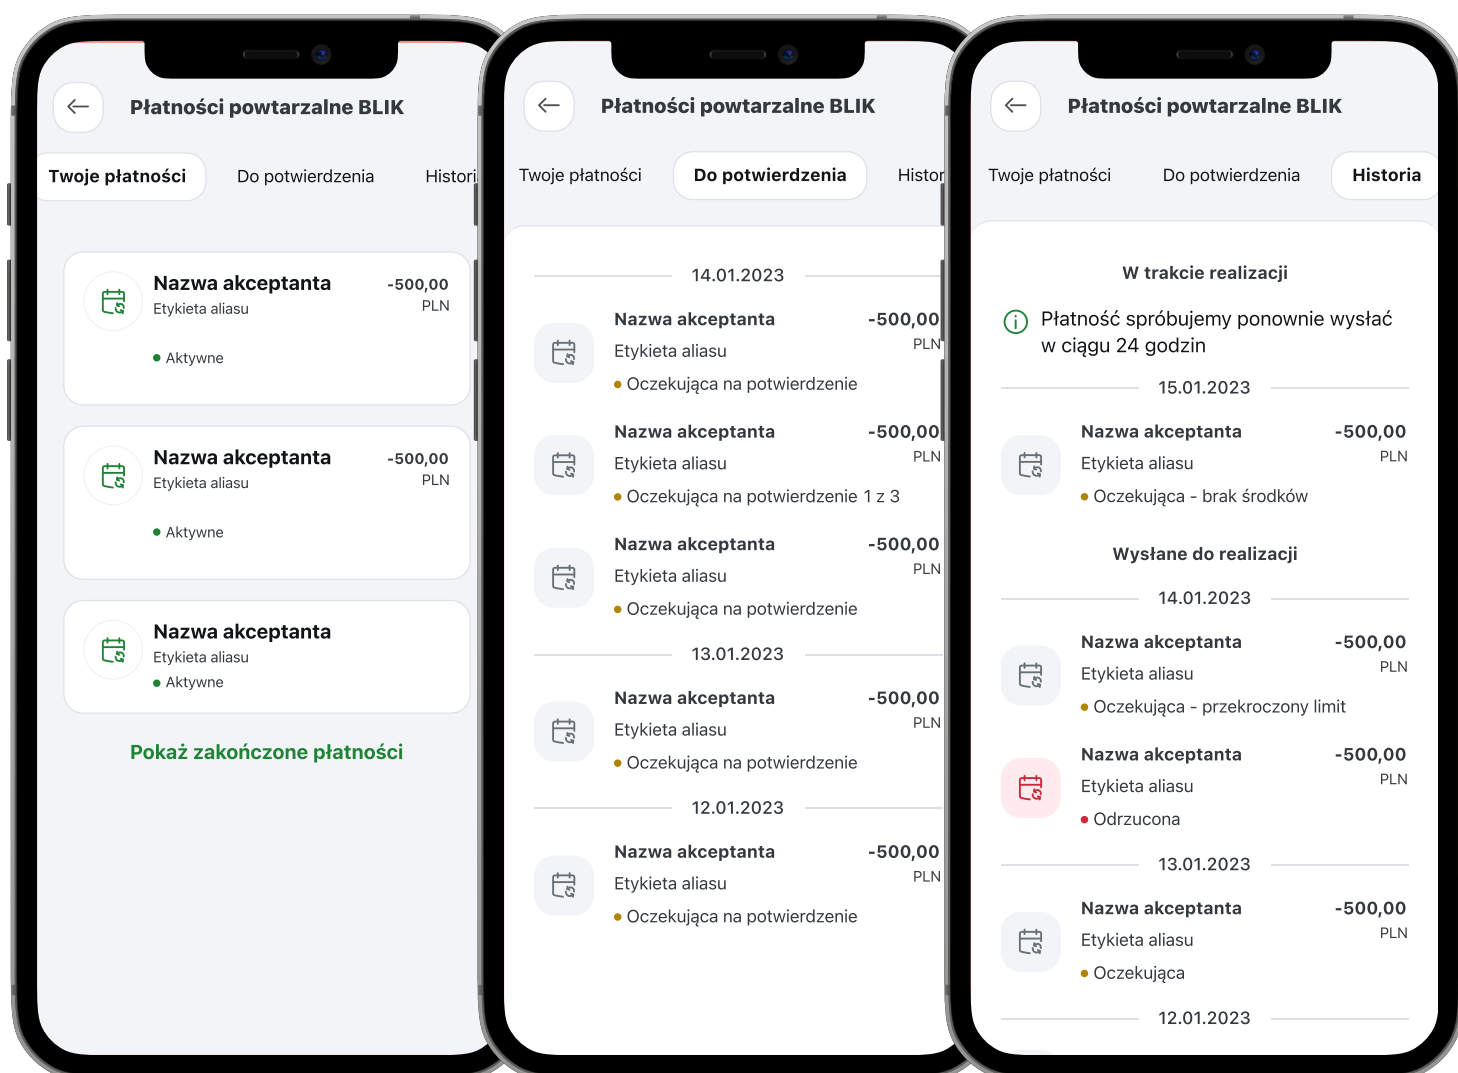 Płatności powtarzalne BLIK
Twoje płatności
Do potwierdzenia
Histori
Nazwa akceptanta
-500,00
Etykieta aliasu
PLN
Aktywne
Nazwa akceptanta
-500,00
Etykieta aliasu
PLN
Aktywne
Nazwa akceptanta
Etykieta aliasu
Aktywne
Pokaż zakończone płatności
Płatności powtarzalne BLIK
Twoje płatności
Do potwierdzenia
Histor
14.01.2023
Nazwa akceptanta
-500,00
PLN
Etykieta aliasu
Oczekująca na potwierdzenie
Nazwa akceptanta
-500,00
PLN
Etykieta aliasu
Oczekująca na potwierdzenie 1 z 3
Nazwa akceptanta
-500,00
PLN
Etykieta aliasu
Oczekująca na potwierdzenie
13.01.2023
Nazwa akceptanta
-500,00
PLN
Etykieta aliasu
Oczekująca na potwierdzenie
12.01.2023
Nazwa akceptanta
-500,00
PLN
Etykieta aliasu
Oczekująca na potwierdzenie
Płatności powtarzalne BLIK
Twoje płatności
Do potwierdzenia
Historia
W trakcie realizacji
Płatność spróbujemy ponownie wysłać
w ciągu 24 godzin
15.01.2023
Nazwa akceptanta
-500,00
PLN
Etykieta aliasu
Oczekująca - brak środków
Wysłane do realizacji
14.01.2023
Nazwa akceptanta
-500,00
PLN
Etykieta aliasu
Oczekująca - przekroczony limit
Nazwa akceptanta
-500,00
PLN
Etykieta aliasu
Odrzucona
13.01.2023
Nazwa akceptanta
-500,00
PLN
Etykieta aliasu
Oczekująca
12.01.2023